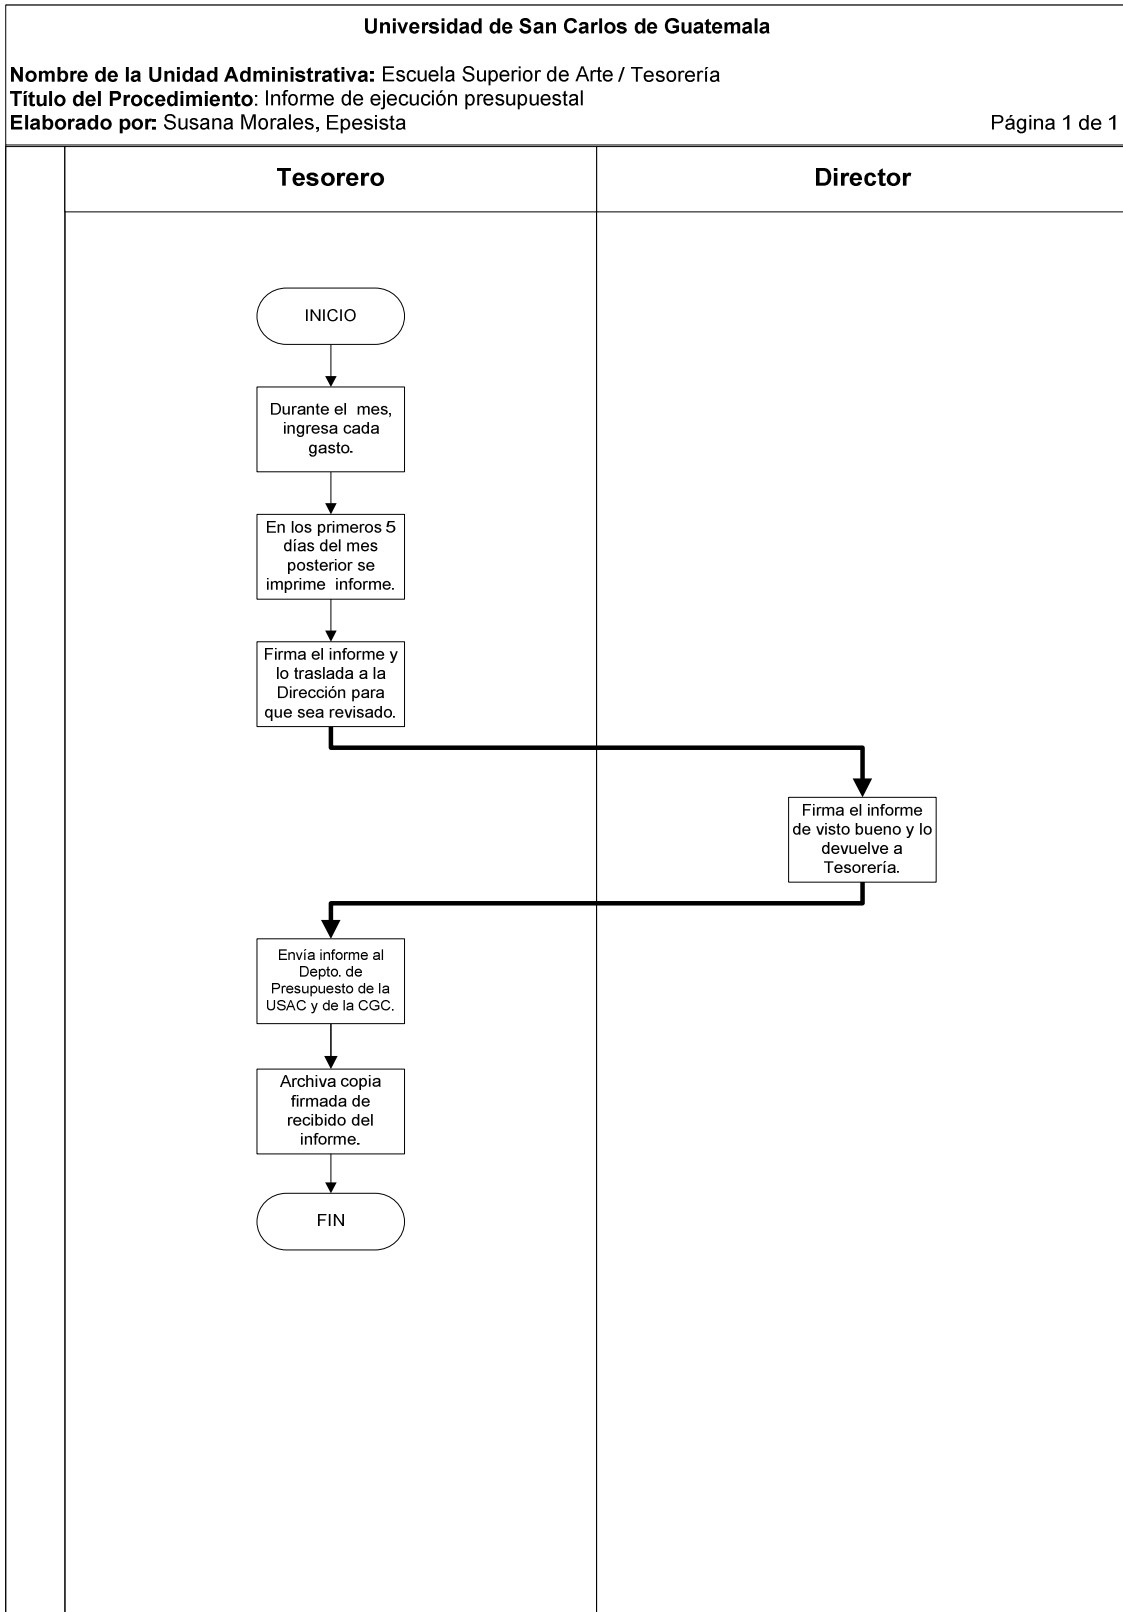 Universidad de San Carlos de Guatemala
Nombre de la Unidad Administrativa: Escuela Superior de Arte / Tesorería
Título del Procedimiento: Informe de ejecución presupuestal
Elaborado por: Susana Morales, Epesista
Página 1 de 1
Tesorero
Director
INICIO
Durante el mes,
ingresa cada
gasto.
En los primeros 5
días del mes
posterior se
imprime informe.
Firma el informe y
lo traslada a la
Dirección para
que sea revisado.
Firma el informe
de visto bueno y lo
devuelve a
Tesorería.
Envía informe al
Depto. de
Presupuesto de la
USAC y de la CGC.
Archiva copia
firmada de
recibido del
informe.
FIN